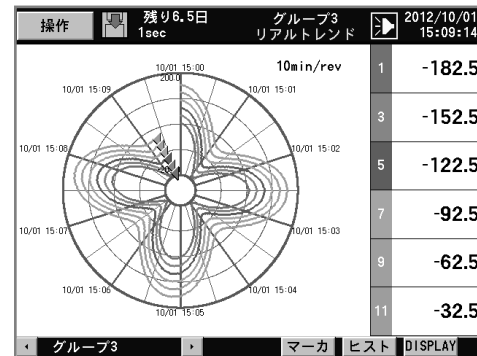 操作
残り6.5日
1sec
グループ3
リアルトレンド
2012/10/01
15:09:14
10min/rev
10/01 15:00
200.0
10/01 15:01
10/01 15:02
10/01 15:03
10/01 15:04
10/01 15:05
10/01 15:06
10/01 15:07
10/01 15:08
10/01 15:09
1 -182.5
3 -152.5
5 -122.5
7 -92.5
9 -62.5
11 -32.5
グループ3
マーカ
ヒスト
DISPLAY